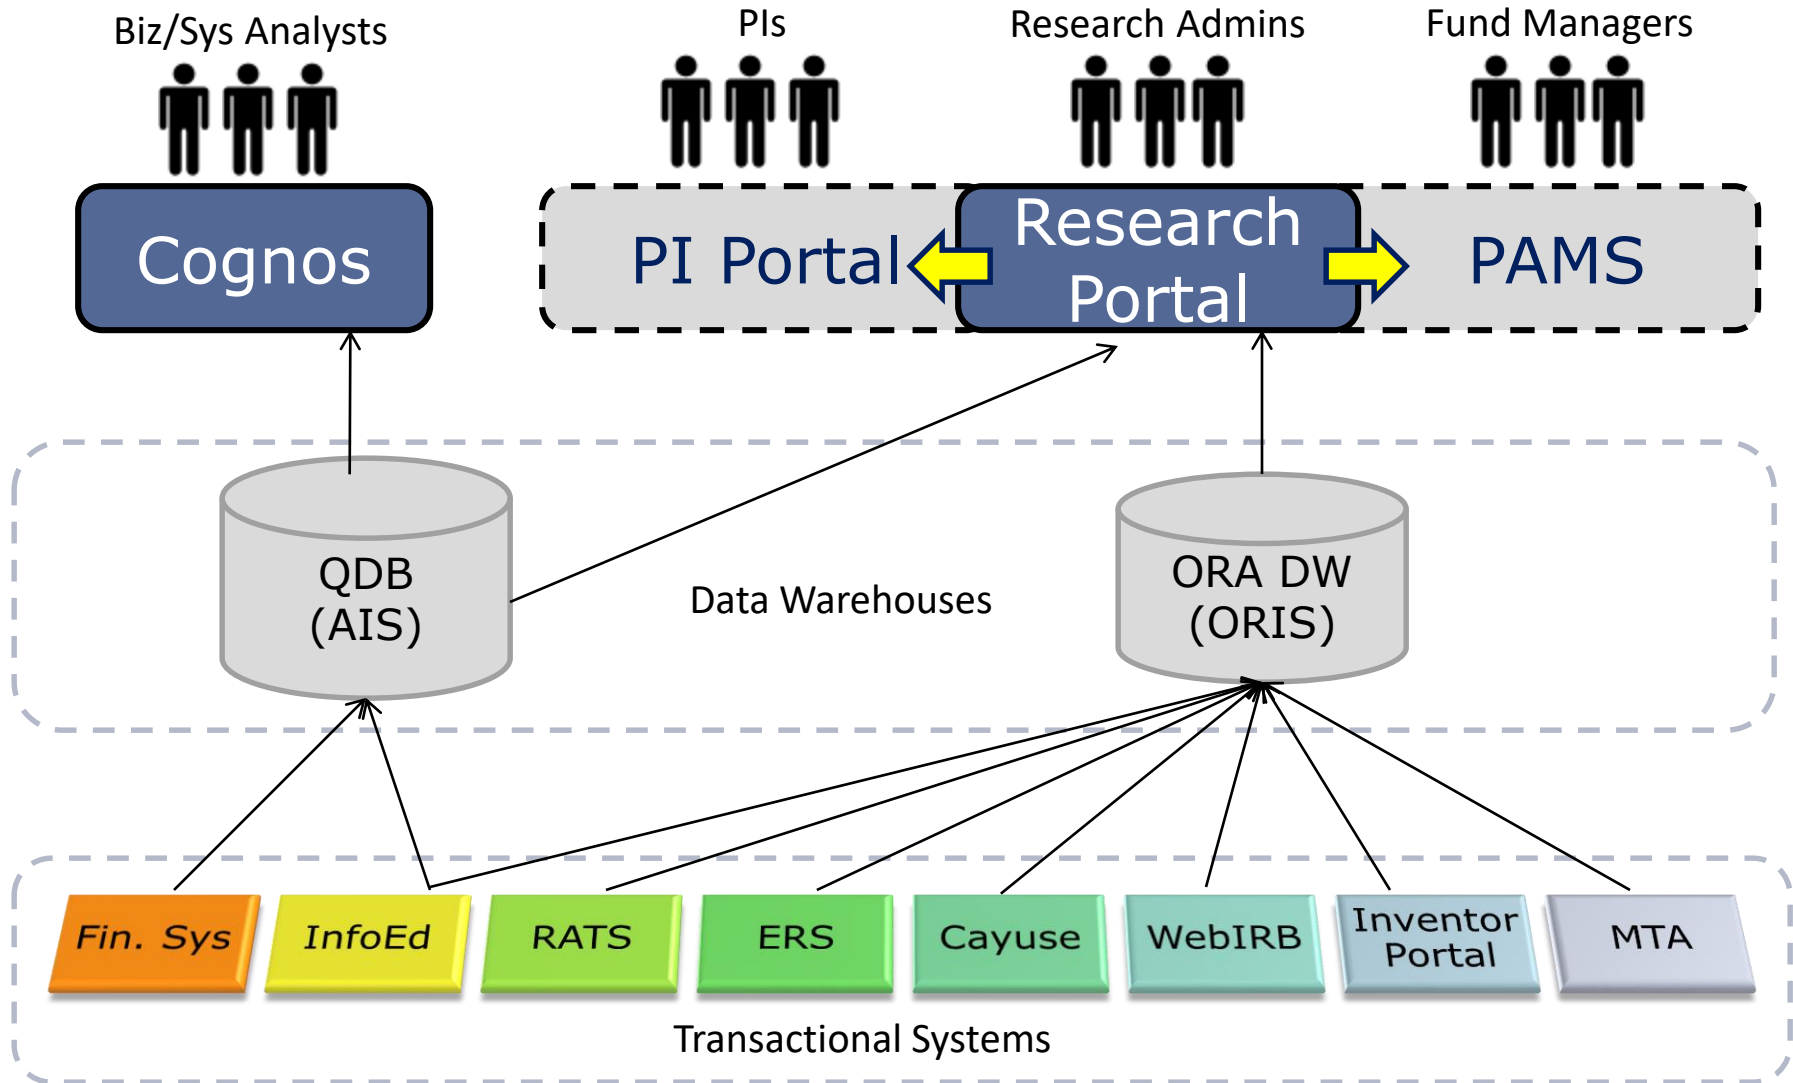 Biz/Sys Analysts
PIs
Research Admins
Fund Managers
Cognos
PI Portal
Research
Portal
PAMS
QDB
(AIS)
Data Warehouses
ORA DW
(ORIS)
Fin. Sys
InfoEd
RATS
ERS
Cayuse
WebIRB
Inventor
Portal
MTA
Transactional Systems